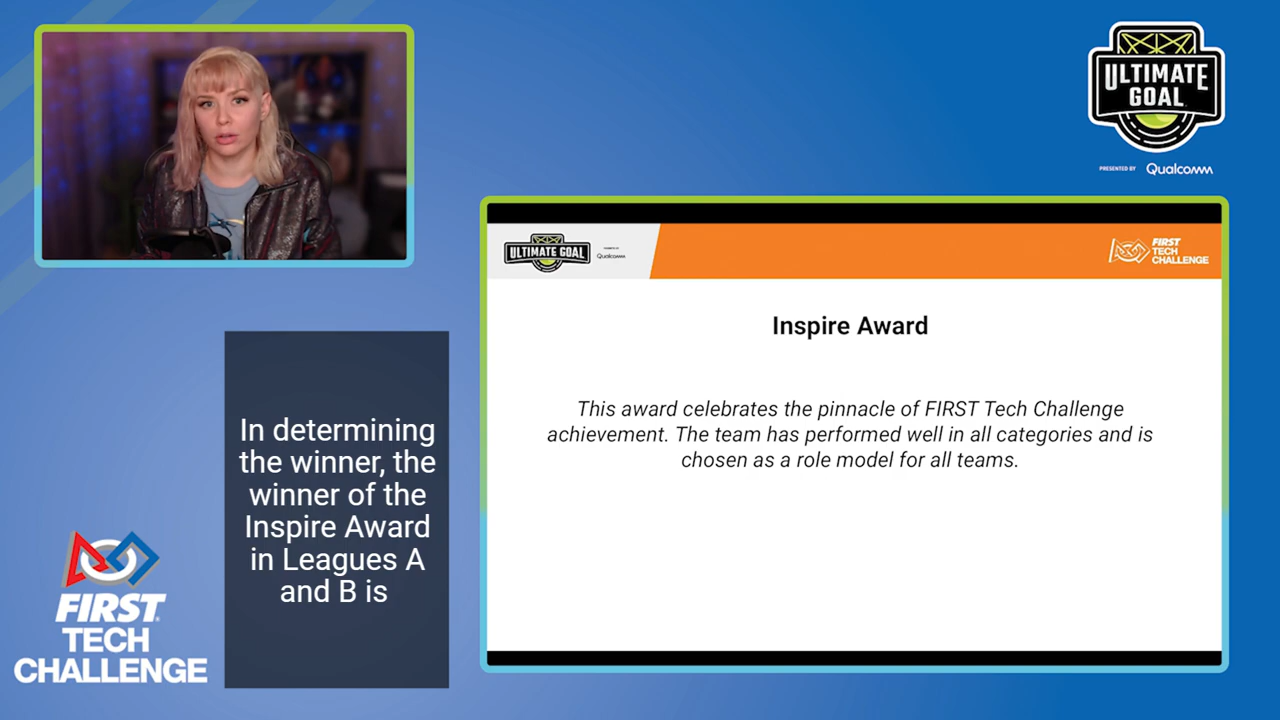 ULTIMATE
GOAL
PRESENTED BY Qualcomm
ULTIMATE GOAL
Qualcomm
FIRST
TECH
CHALLENGE
Inspire Award
This award celebrates the pinnacle of FIRST Tech Challenge
achievement. The team has performed well in all categories and is
chosen as a role model for all teams.
In determining
the winner, the
winner of the
Inspire Award
in Leagues A
and B is
FIRST
TECH
CHALLENGE